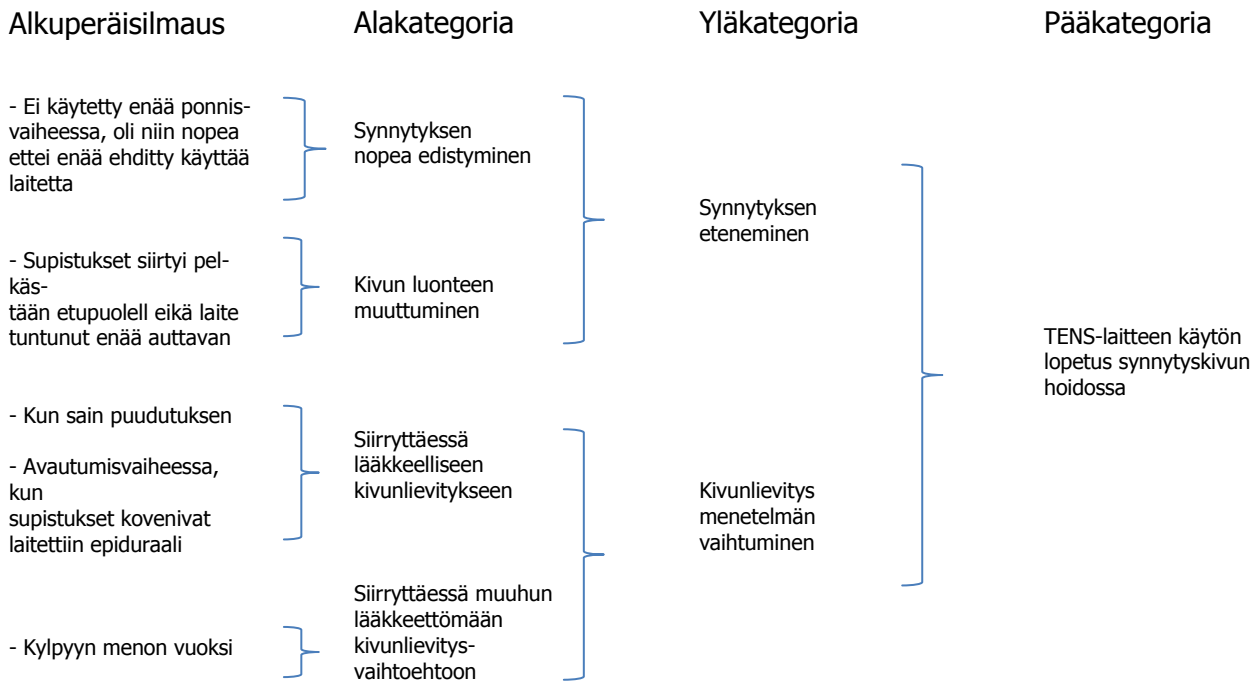 Alkuperäisilmaus
Alakategoria
Yläkategoria
Pääkategoria
- Ei käytetty enää ponnis-
vaiheessa, oli niin nopea
ettei enää ehditty käyttää
laitetta
Synnytyksen
nopea edistyminen
- Supistukset siirtyi pel-
käs-
tään etupuolell eikä laite
tuntunut enää auttavan
Kivun luonteen
muuttuminen
Synnytyksen
eteneminen
- Kun sain puudutuksen
- Avautumisvaiheessa,
kun
supistukset kovenivat
laitettiin epiduraali
Siirryttäessä
lääkkeelliseen
kivunlievitykseen
- Kylpyyn menon vuoksi
Siirryttäessä muuhun
lääkkeettömään
kivunlievitys-
vaihtoehtoon
Kivunlievitys
menetelmän
vaihtuminen
TENS-laitteen käytön
lopetus synnytyskivun
hoidossa